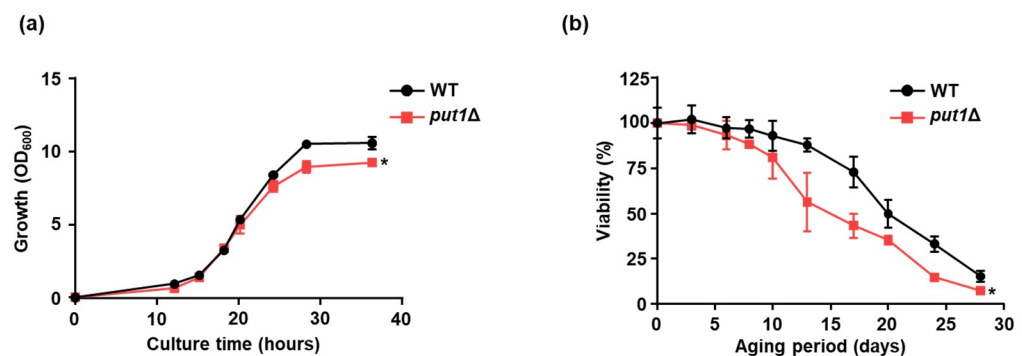 (a)
WT
put1Δ
Growth (OD600)
15
10
5
0
*
0 10 20 30 40
Culture time (hours)
(b)
WT
put1Δ
Viability (%)
125
100
75
50
25
0
*
0 5 10 15 20 25 30
Aging period (days)